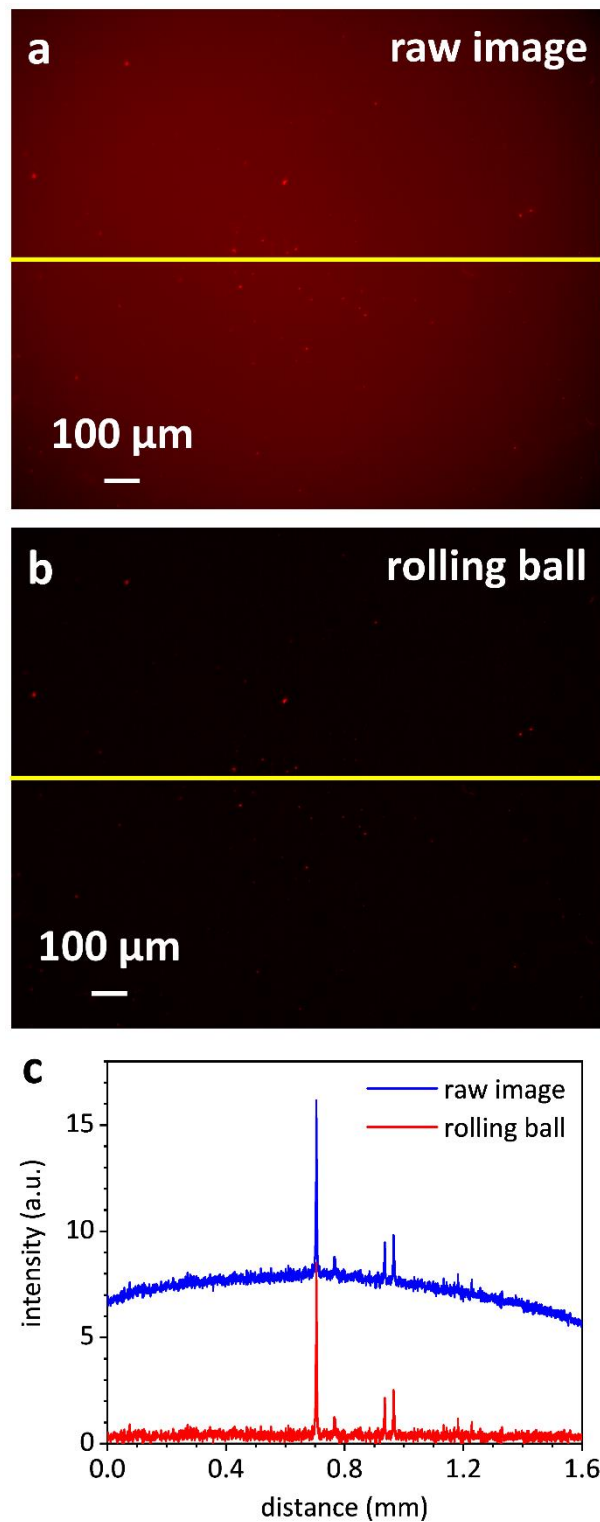 a
raw image
100 μm
b
rolling ball
100 μm
c
raw image
rolling ball
15
10
5
0
intensity (a.u.)
0.0 0.4 0.8 1.2 1.6
distance (mm)